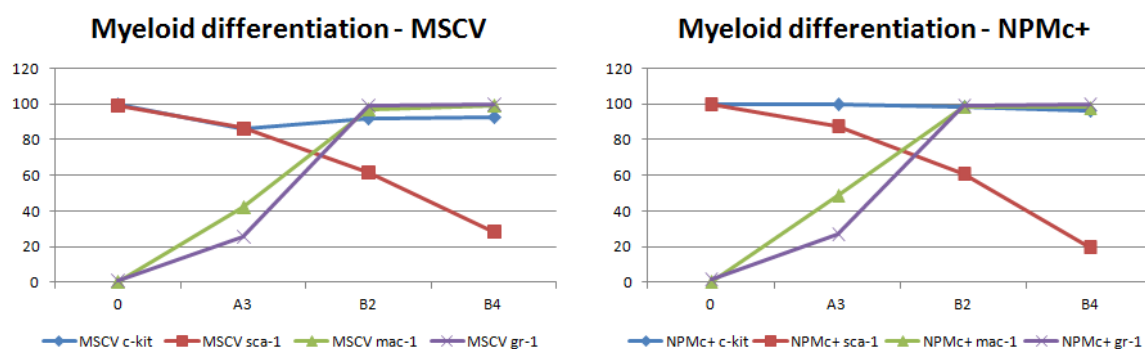 Myeloid differentiation - MSCV
120
100
80
60
40
20
0
0 A3 B2 B4
MSCV c-kit MSCV sca-1 MSCV mac-1 MSCV gr-1
Myeloid differentiation - NPMc+
120
100
80
60
40
20
0
0 A3 B2 B4
NPMc+ c-kit NPMc+ sca-1 NPMc+ mac-1 NPMc+ gr-1